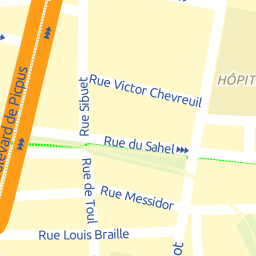 Rue Victor Chevreuil
HÔPIT
Rue Sibuet
Boulevard de Picpus
Rue du Sahel
Rue de Toul
Rue Messidor
Rue Louis Braille
ot